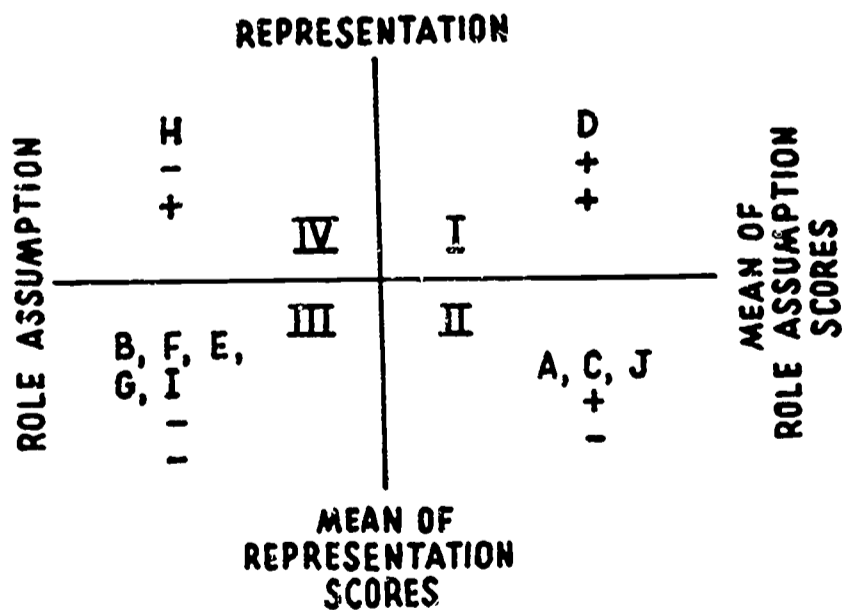 REPRESENTATION
H
-
+
D
+
+
IV
I
ROLE ASSUMPTION
MEAN OF
ROLE ASSUMPTION
SCORES
III
II
B, F, E,
G, I
-
-
A, C, J
+
-
MEAN OF
REPRESENTATION
SCORES